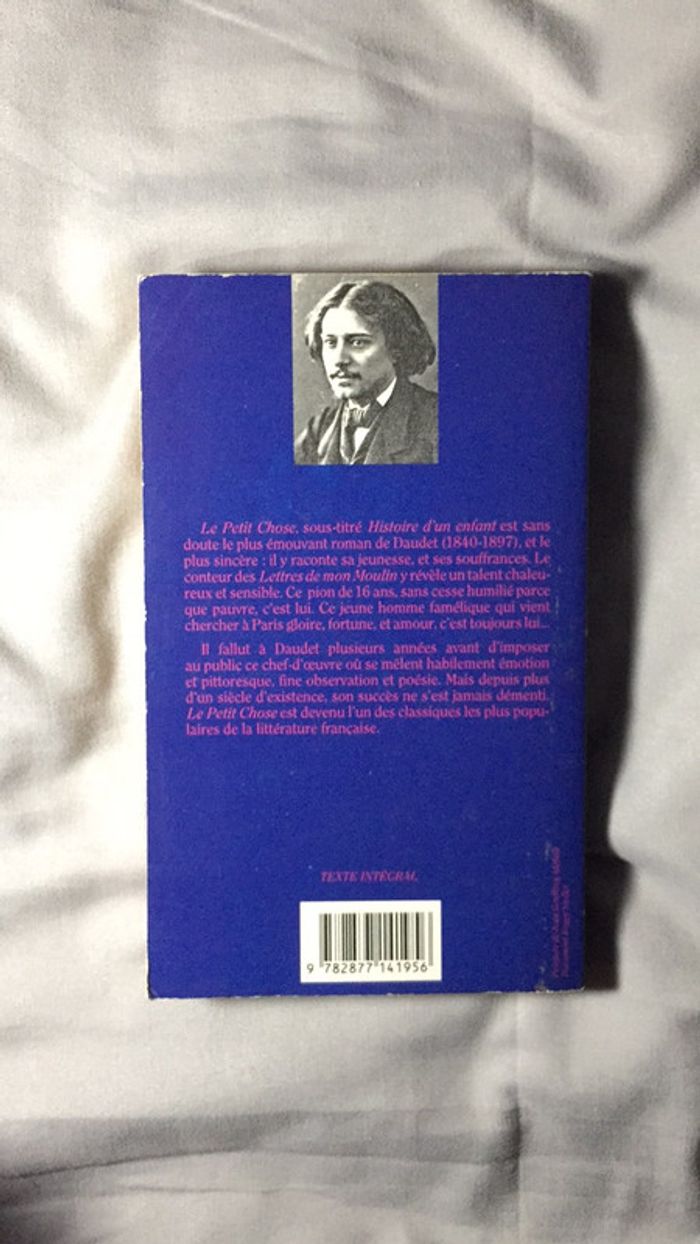 Le Petit Chose, sous-titré Histoire d'un enfant est sans
doute le plus émouvant roman de Daudet (1840-1897), et le
plus sincère : il y raconte sa jeunesse, et ses souffrances. Le
conteur des Lettres de mon Moulin y révèle un talent chaleu-
reux et sensible. Ce pion de 16 ans, sans cesse humilié parce
que pauvre, c'est lui. Ce jeune homme famélique qui vient
chercher à Paris gloire, fortune, et amour, c'est toujours lui...
Il fallut à Daudet plusieurs années avant d'imposer
au public ce chef-d'œuvre où se mêlent habilement émotion
et pittoresque, fine observation et poésie. Mais depuis plus
d'un siècle d'existence, son succès ne s'est jamais démenti.
Le Petit Chose est devenu l'un des classiques les plus popu-
laires de la littérature française.
TEXTE INTÉGRAL
9 782877 141956